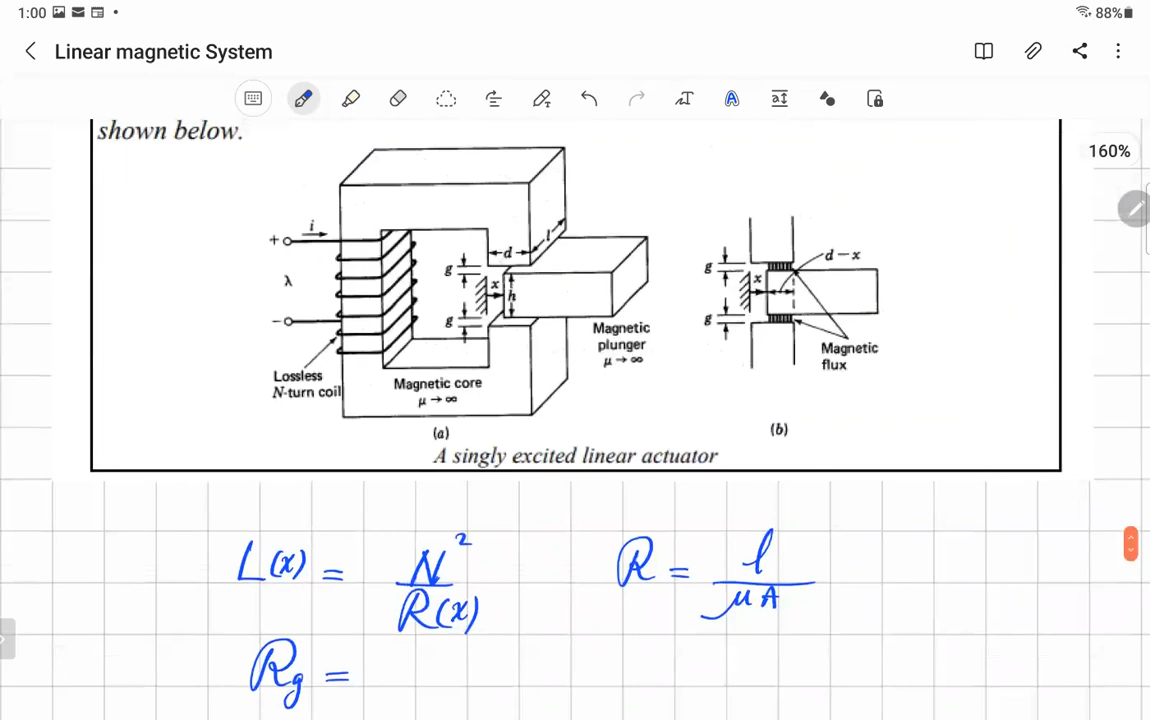 1:00 88%
Linear magnetic System
shown below.
160%
+ i
λ
−
g
g
d
l
x
h
Lossless
N-turn coil
Magnetic core
μ → ∞
Magnetic
plunger
μ → ∞
(a)
g
g
x
d − x
Magnetic
flux
(b)
A singly excited linear actuator
L(x) = N² / R(x)
R = l / μA
Rg =